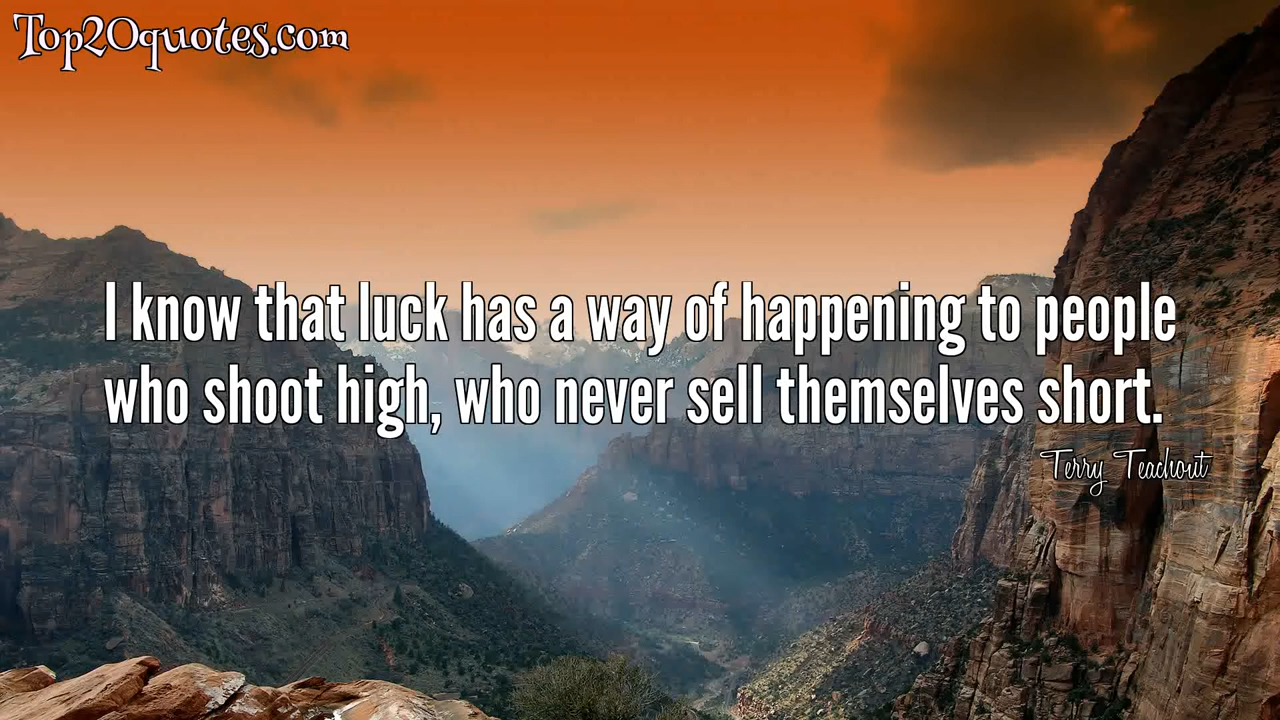 Top20quotes.com
I know that luck has a way of happening to people
who shoot high, who never sell themselves short.
Terry Teachout